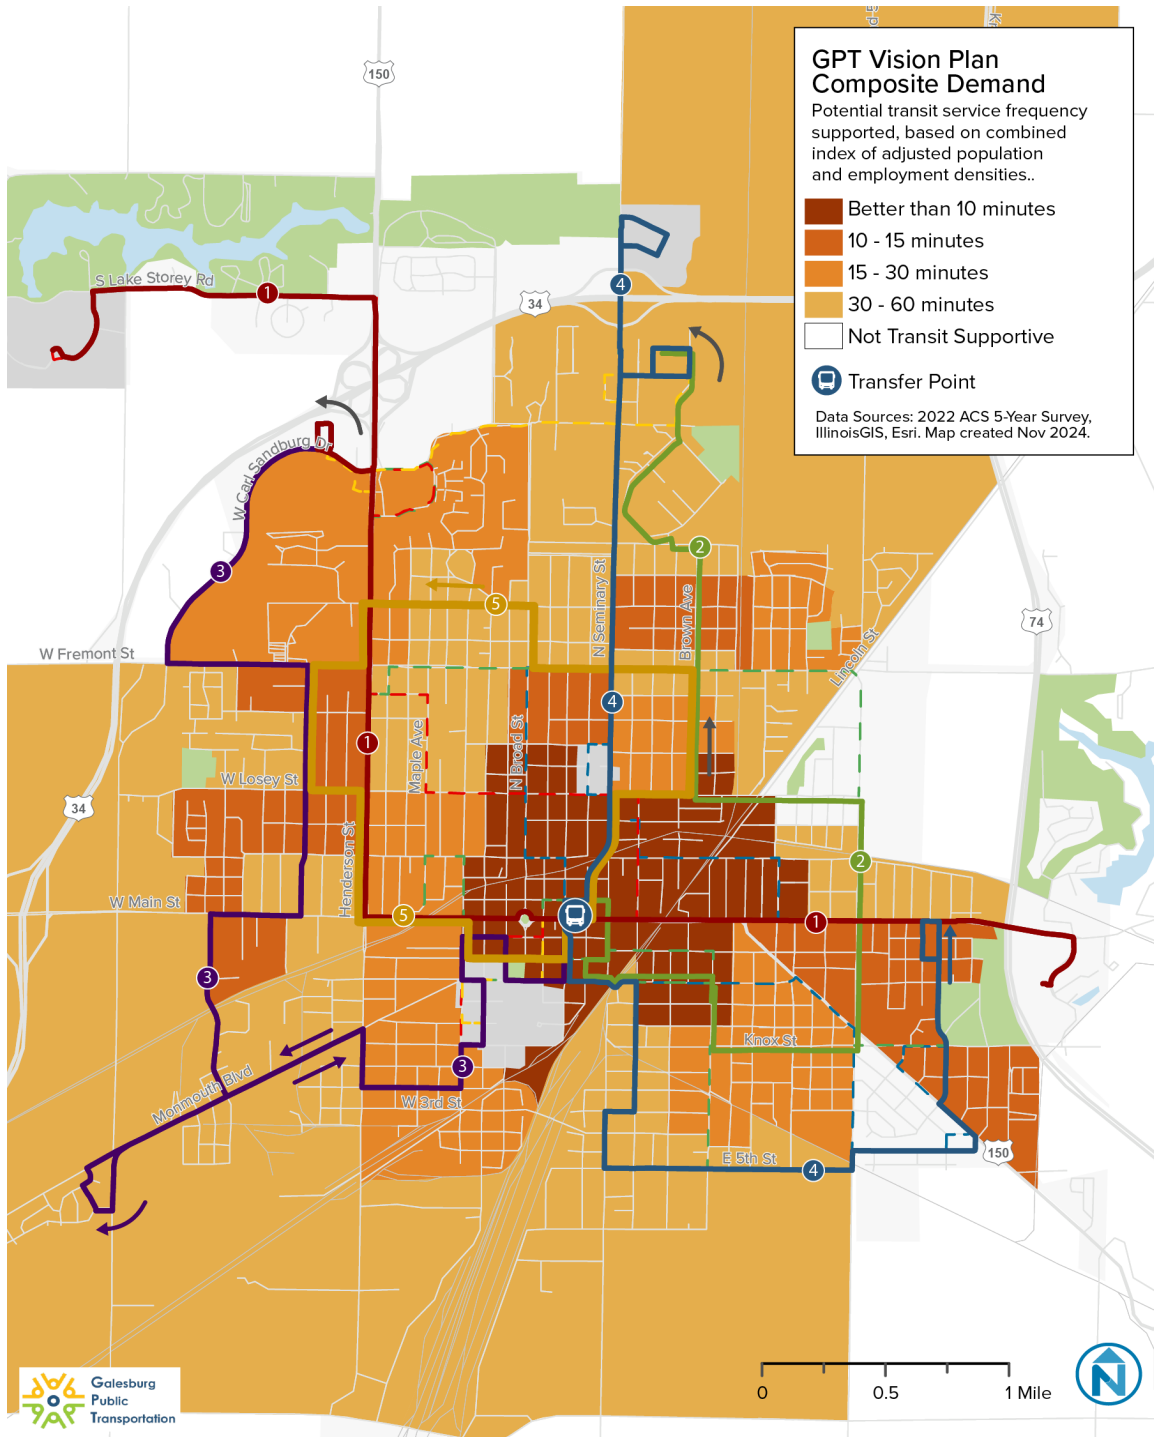 GPT Vision Plan
Composite Demand
Potential transit service frequency
supported, based on combined
index of adjusted population
and employment densities..
Better than 10 minutes
10 - 15 minutes
15 - 30 minutes
30 - 60 minutes
Not Transit Supportive
Transfer Point
Data Sources: 2022 ACS 5-Year Survey,
IllinoisGIS, Esri. Map created Nov 2024.
150
S Lake Storey Rd
1
4
34
W Carl Sandburg Dr
3
2
5
N Seminary St
Brown Ave
74
W Fremont St
Lincoln St
4
1
Maple Ave
N Broad St
W Losey St
34
Henderson St
2
W Main St
5
1
3
Knox St
3
Monmouth Blvd
W 3rd St
E 5th St
4
150
Galesburg
Public
Transportation
0
0.5
1 Mile
N